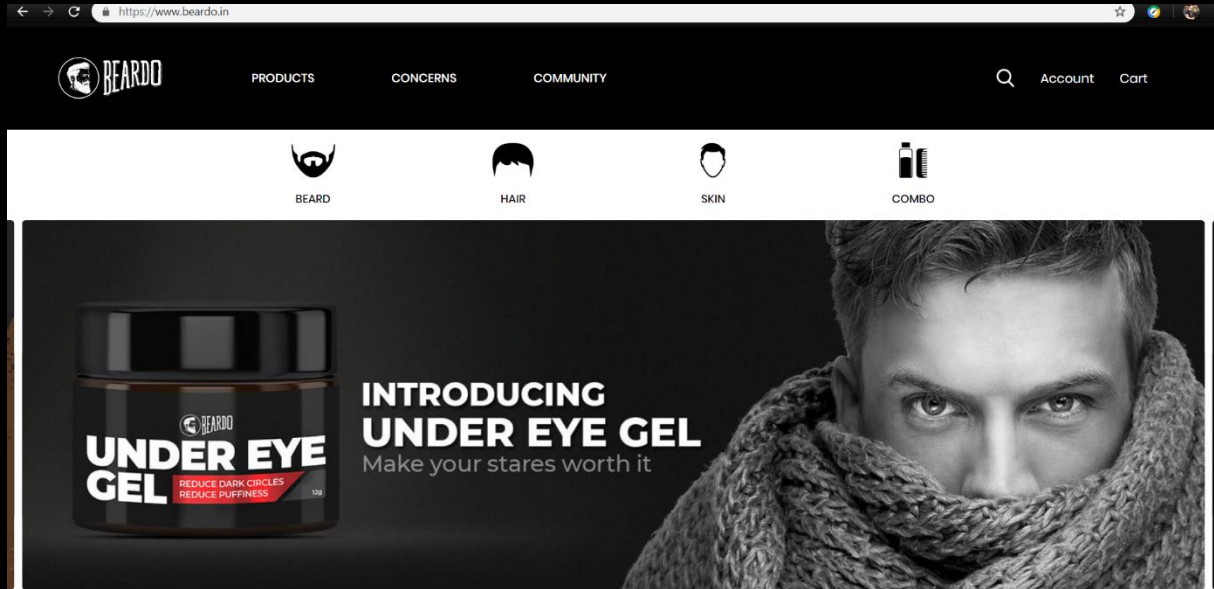 https://www.beardo.in
BEARDO
PRODUCTS
CONCERNS
COMMUNITY
Account
Cart
BEARD
HAIR
SKIN
COMBO
BEARDO
UNDER EYE
GEL
REDUCE DARK CIRCLES
REDUCE PUFFINESS
12g
INTRODUCING
UNDER EYE GEL
Make your stares worth it